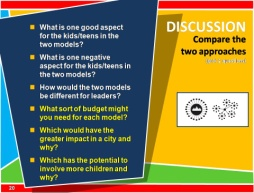 What is one good aspect
for the kids/teens in the
two models?
What is one negative
aspect for the kids/teens in
the two models?
How would the two models
be different for leaders?
What sort of budget might
you need for each model?
Which would have the
greater impact in a city and
why?
Which has the potential to
involve more children and
why?
DISCUSSION
Compare the
two approaches
20